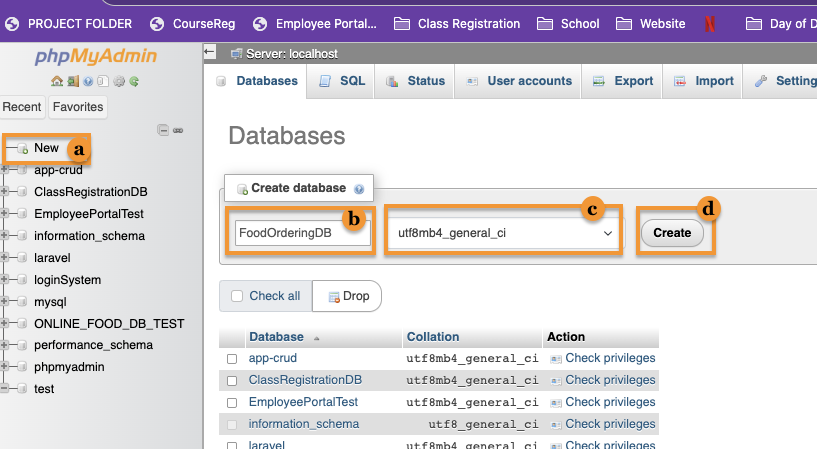 PROJECT FOLDER CourseReg Employee Portal... Class Registration School Website N Day of D
phpMyAdmin
Recent Favorites
New a
app-crud
ClassRegistrationDB
EmployeePortalTest
information_schema
laravel
loginSystem
mysql
ONLINE_FOOD_DB_TEST
performance_schema
phpmyadmin
test
Server: localhost
Databases SQL Status User accounts Export Import Setting
Databases
Create database
FoodOrderingDB b utf8mb4_general_ci c Create d
Check all Drop
Database Collation Action
app-crud utf8mb4_general_ci Check privileges
ClassRegistrationDB utf8mb4_general_ci Check privileges
EmployeePortalTest utf8mb4_general_ci Check privileges
information_schema utf8_general_ci Check privileges
laravel utf8mb4_general_ci Check privileges